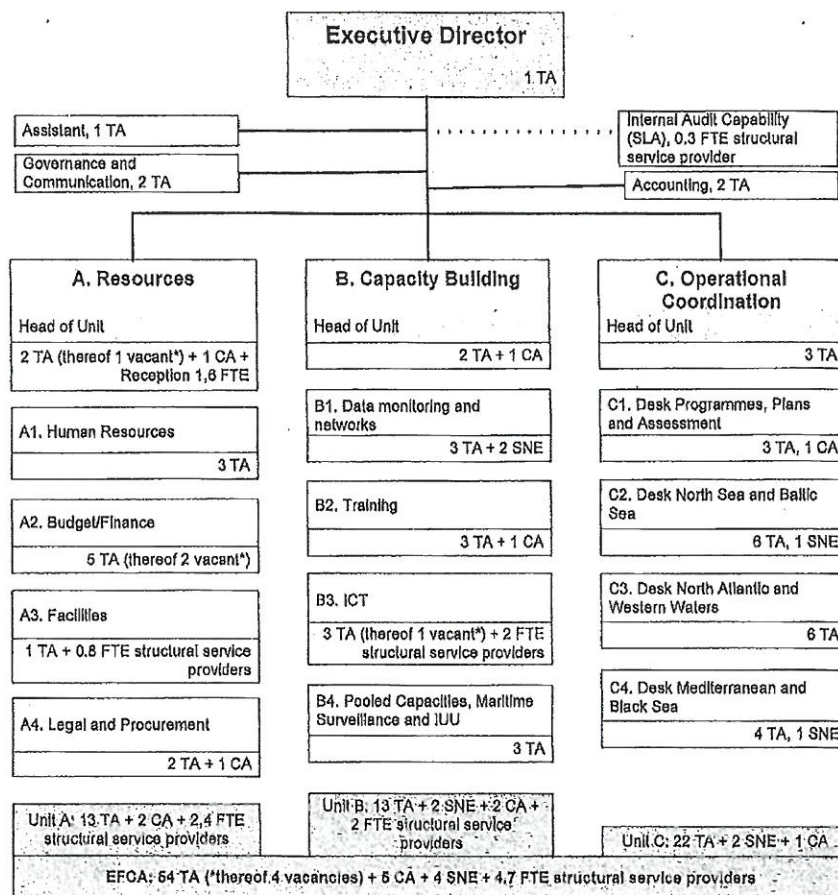 Executive Director
1 TA
Assistant, 1 TA
Governance and
Communication, 2 TA
Internal Audit Capability
(SLA), 0.3 FTE structural
service provider
Accounting, 2 TA
A. Resources
Head of Unit
2 TA (thereof 1 vacant*) + 1 CA +
Reception 1,6 FTE
A1. Human Resources
3 TA
A2. Budget/Finance
5 TA (thereof 2 vacant*)
A3. Facilities
1 TA + 0.8 FTE structural service
providers
A4. Legal and Procurement
2 TA + 1 CA
Unit A: 13 TA + 2 CA + 2,4 FTE
structural service providers
B. Capacity Building
Head of Unit
2 TA + 1 CA
B1. Data monitoring and
networks
3 TA + 2 SNE
B2. Training
3 TA + 1 CA
B3. ICT
3 TA (thereof 1 vacant*) + 2 FTE
structural service providers
B4. Pooled Capacities, Maritime
Surveillance and IUU
3 TA
Unit B: 13 TA + 2 SNE + 2 CA +
2 FTE structural service
providers
C. Operational
Coordination
Head of Unit
3 TA
C1. Desk Programmes, Plans
and Assessment
3 TA, 1 CA
C2. Desk North Sea and Baltic
Sea
6 TA, 1 SNE
C3. Desk North Atlantic and
Western Waters
6 TA
C4. Desk Mediterranean and
Black Sea
4 TA, 1 SNE
Unit C: 22 TA + 2 SNE + 1 CA
EFCA: 54 TA (*thereof 4 vacancies) + 5 CA + 4 SNE + 4,7 FTE structural service providers